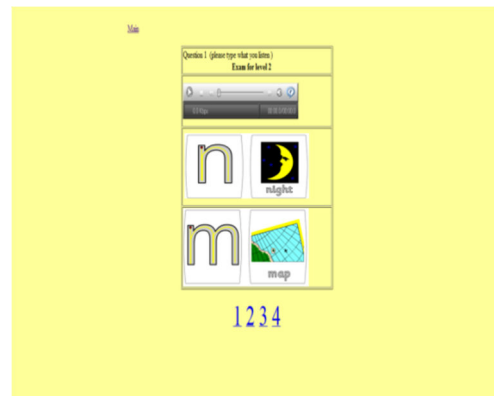 Main
Question 1 (please type what you listen )
Exam for level 2
n
night
m
map
1 2 3 4